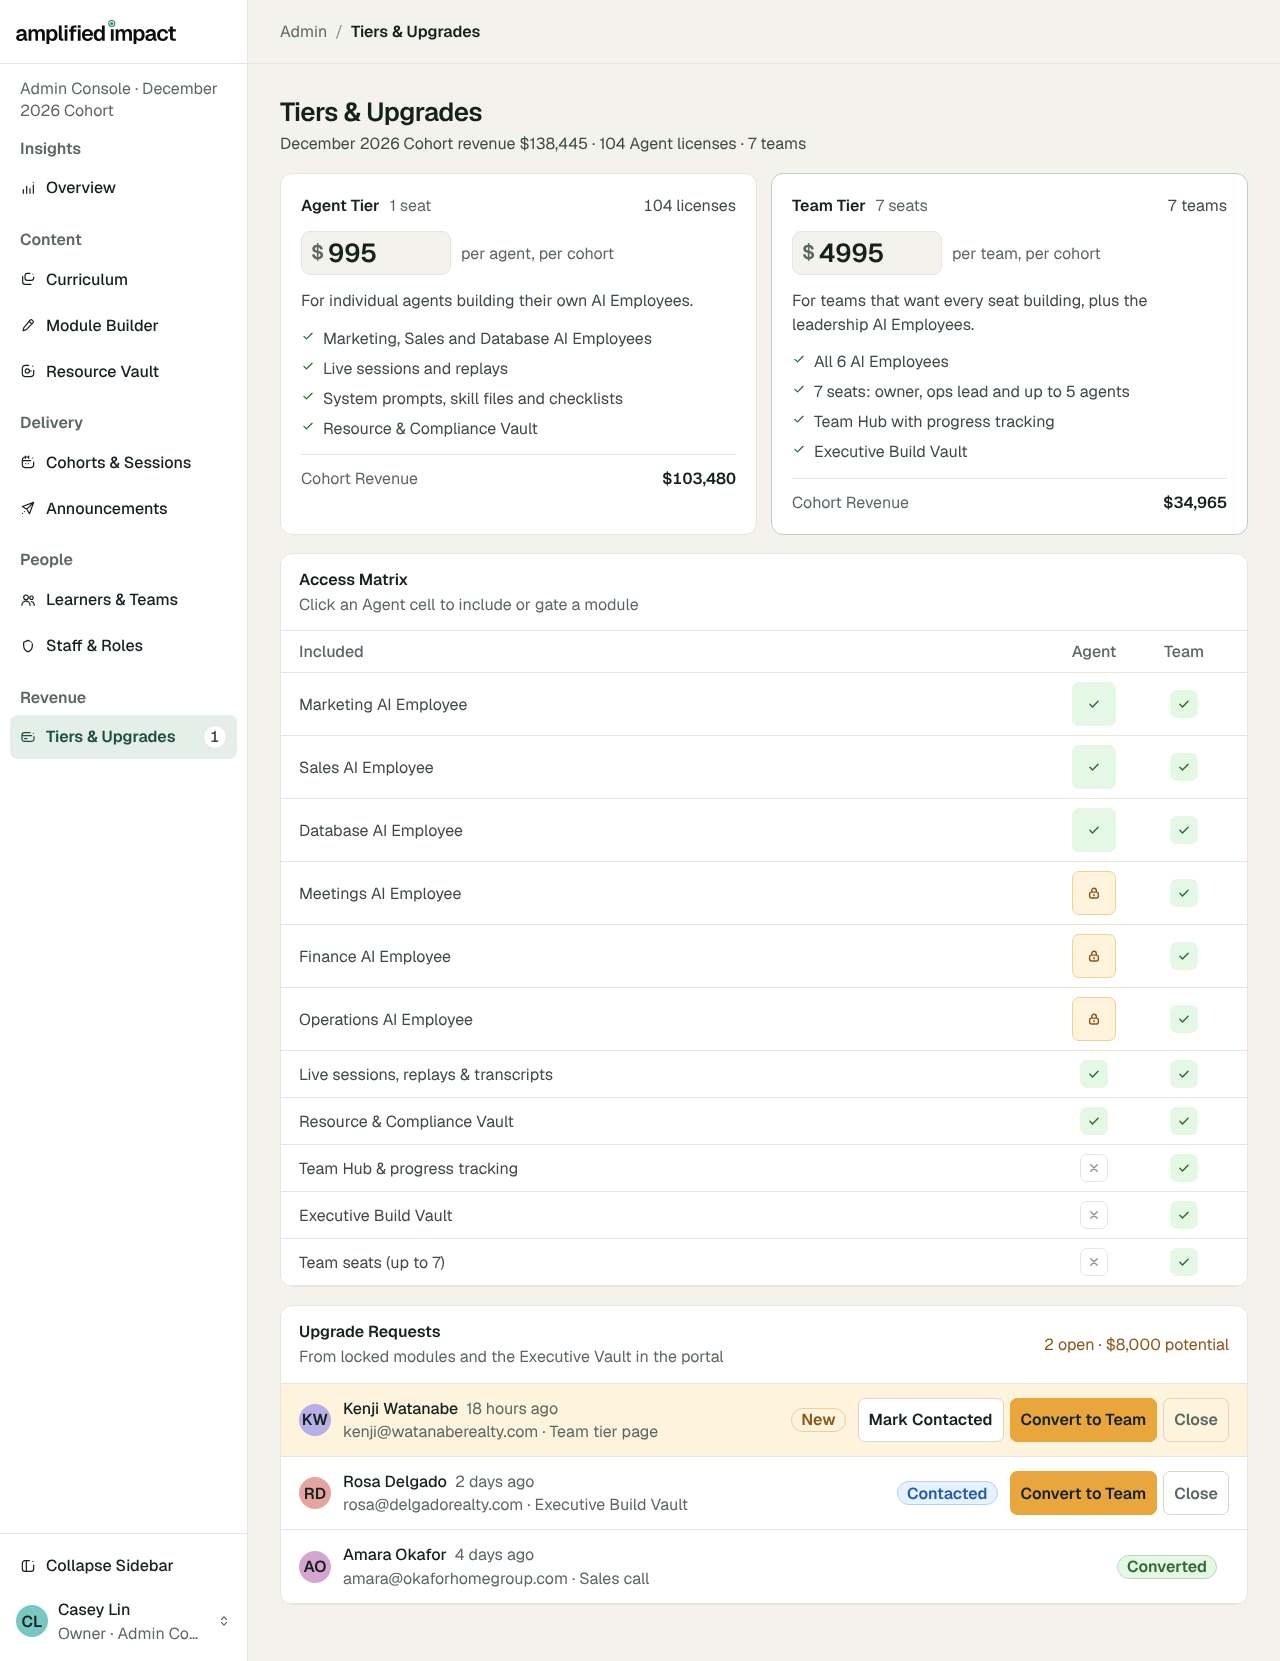 amplified impact
Admin Console · December
2026 Cohort
Insights
Overview
Content
Curriculum
Module Builder
Resource Vault
Delivery
Cohorts & Sessions
Announcements
People
Learners & Teams
Staff & Roles
Revenue
Tiers & Upgrades 1
Collapse Sidebar
CL
Casey Lin
Owner · Admin Co...
Admin / Tiers & Upgrades
Tiers & Upgrades
December 2026 Cohort revenue $138,445 · 104 Agent licenses · 7 teams
Agent Tier 1 seat 104 licenses
$ 995 per agent, per cohort
For individual agents building their own AI Employees.
Marketing, Sales and Database AI Employees
Live sessions and replays
System prompts, skill files and checklists
Resource & Compliance Vault
Cohort Revenue $103,480
Team Tier 7 seats 7 teams
$ 4995 per team, per cohort
For teams that want every seat building, plus the
leadership AI Employees.
All 6 AI Employees
7 seats: owner, ops lead and up to 5 agents
Team Hub with progress tracking
Executive Build Vault
Cohort Revenue $34,965
Access Matrix
Click an Agent cell to include or gate a module
Included Agent Team
Marketing AI Employee
Sales AI Employee
Database AI Employee
Meetings AI Employee
Finance AI Employee
Operations AI Employee
Live sessions, replays & transcripts
Resource & Compliance Vault
Team Hub & progress tracking
Executive Build Vault
Team seats (up to 7)
Upgrade Requests
From locked modules and the Executive Vault in the portal
2 open · $8,000 potential
KW
Kenji Watanabe 18 hours ago
kenji@watanaberealty.com · Team tier page
New Mark Contacted Convert to Team Close
RD
Rosa Delgado 2 days ago
rosa@delgadorealty.com · Executive Build Vault
Contacted Convert to Team Close
AO
Amara Okafor 4 days ago
amara@okaforhomegroup.com · Sales call
Converted